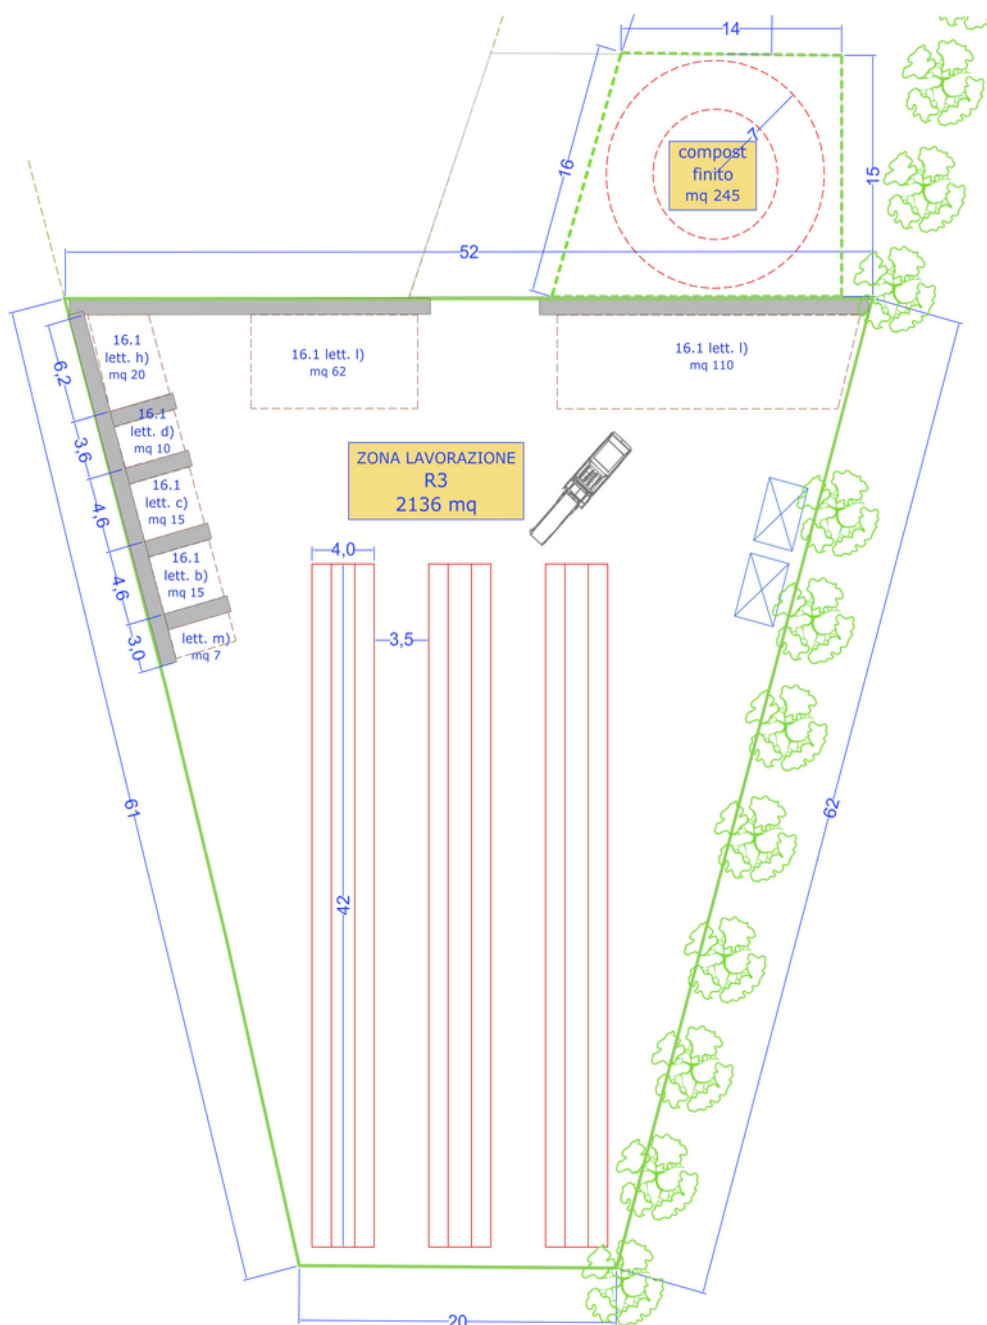 14
16
7
compost
finito
mq 245
15
52
16.1
lett. h)
mq 20
16.1 lett. l)
mq 62
16.1 lett. l)
mq 110
6,2
16.1
lett. d)
mq 10
3,6
ZONA LAVORAZIONE
R3
2136 mq
16.1
lett. c)
mq 15
4,6
4,0
16.1
lett. b)
mq 15
4,6
3,5
lett. m)
mq 7
3,0
61
62
42
20